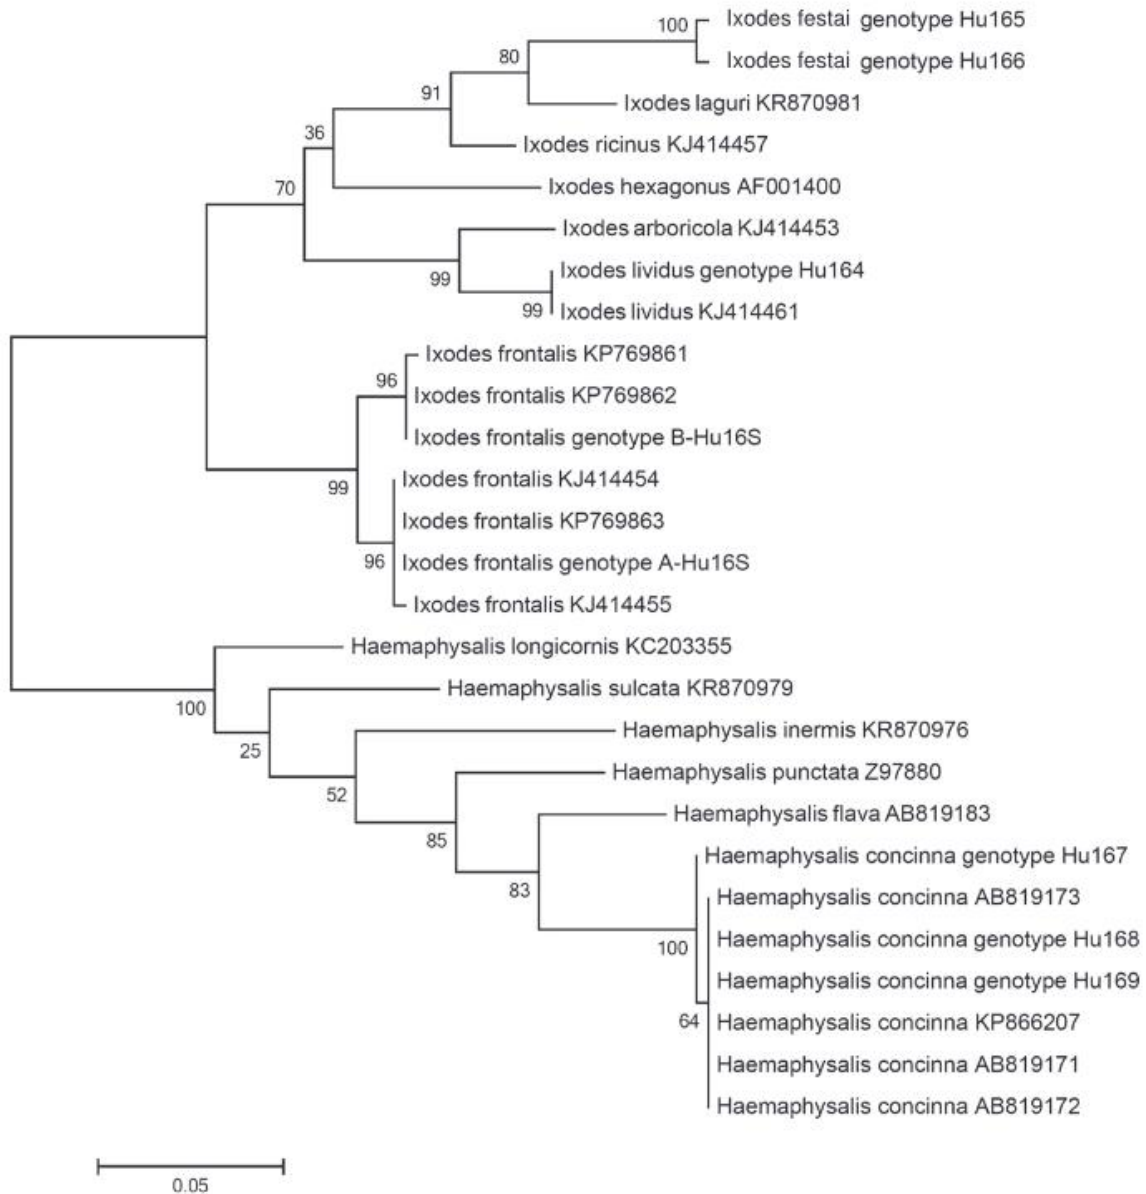 100
Ixodes festai genotype Hu165
80
Ixodes festai genotype Hu166
91
Ixodes laguri KR870981
36
Ixodes ricinus KJ414457
70
Ixodes hexagonus AF001400
Ixodes arboricola KJ414453
99
Ixodes lividus genotype Hu164
99
Ixodes lividus KJ414461
Ixodes frontalis KP769861
96
Ixodes frontalis KP769862
Ixodes frontalis genotype B-Hu16S
99
Ixodes frontalis KJ414454
Ixodes frontalis KP769863
96
Ixodes frontalis genotype A-Hu16S
Ixodes frontalis KJ414455
Haemaphysalis longicornis KC203355
100
Haemaphysalis sulcata KR870979
25
Haemaphysalis inermis KR870976
52
Haemaphysalis punctata Z97880
85
Haemaphysalis flava AB819183
83
Haemaphysalis concinna genotype Hu167
Haemaphysalis concinna AB819173
100
Haemaphysalis concinna genotype Hu168
Haemaphysalis concinna genotype Hu169
64
Haemaphysalis concinna KP866207
Haemaphysalis concinna AB819171
Haemaphysalis concinna AB819172
0.05